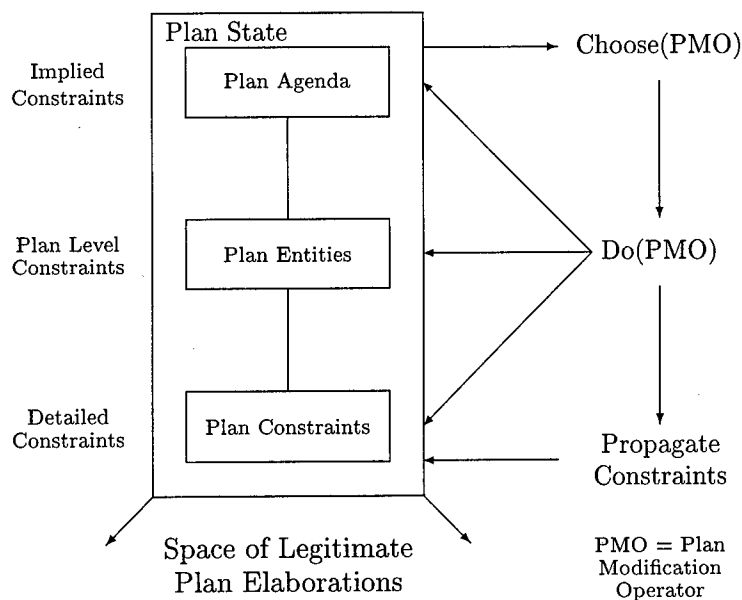 Plan State
Choose(PMO)
Implied
Constraints
Plan Agenda
Plan Level
Constraints
Plan Entities
Do(PMO)
Detailed
Constraints
Plan Constraints
Propagate
Constraints
Space of Legitimate
Plan Elaborations
PMO = Plan
Modification
Operator